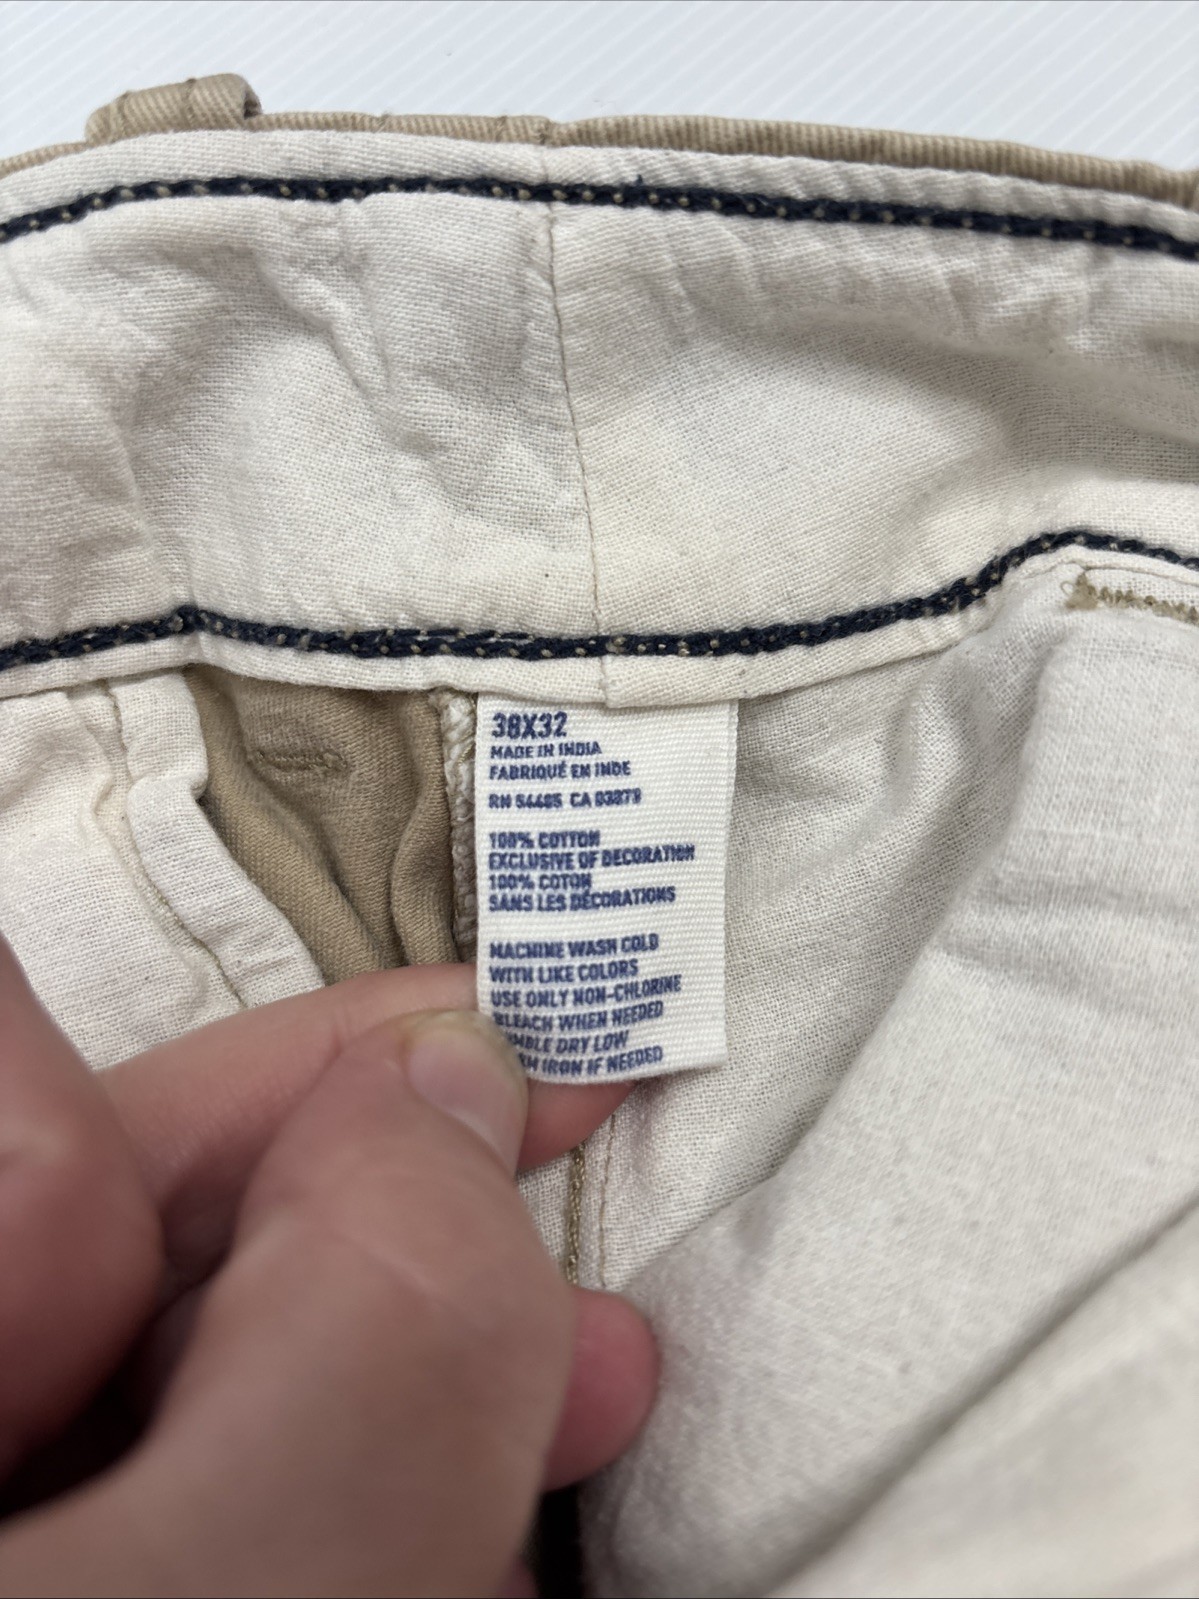 38X32
MADE IN INDIA
FABRIQUÉ EN INDE
RN 54485 CA 03879
100% COTTON
EXCLUSIVE OF DECORATION
100% COTON
SANS LES DÉCORATIONS
MACHINE WASH COLD
WITH LIKE COLORS
USE ONLY NON-CHLORINE
BLEACH WHEN NEEDED
DRY LOW
IRON IF NEEDED